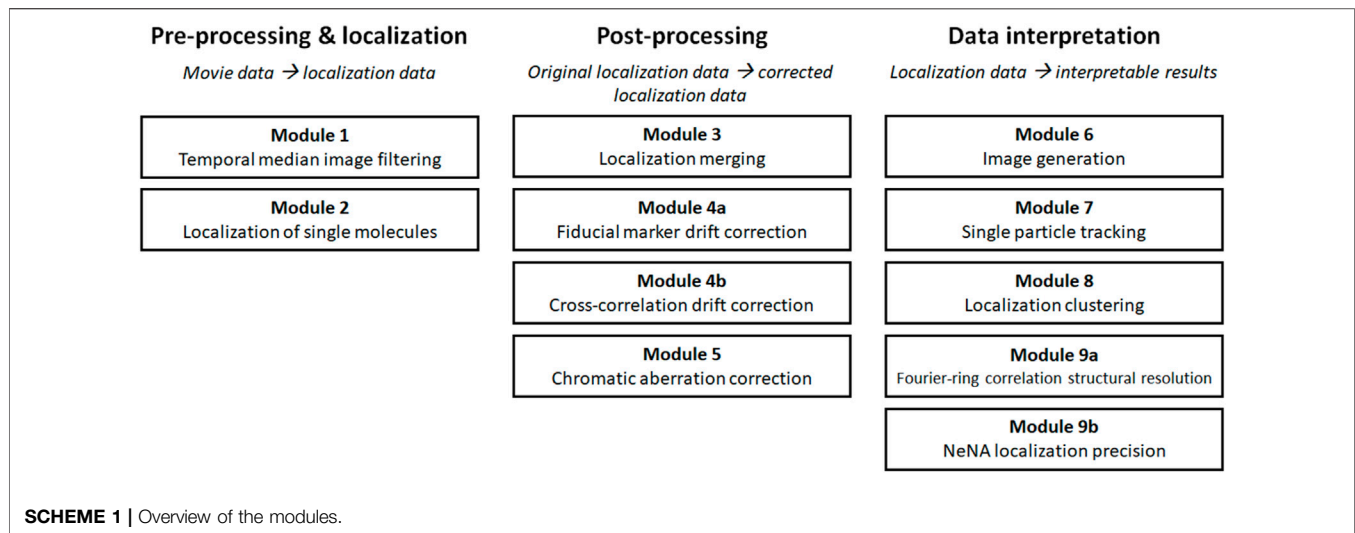 Pre-processing & localization
Movie data → localization data
Module 1
Temporal median image filtering
Module 2
Localization of single molecules
Post-processing
Original localization data → corrected
localization data
Module 3
Localization merging
Module 4a
Fiducial marker drift correction
Module 4b
Cross-correlation drift correction
Module 5
Chromatic aberration correction
Data interpretation
Localization data → interpretable results
Module 6
Image generation
Module 7
Single particle tracking
Module 8
Localization clustering
Module 9a
Fourier-ring correlation structural resolution
Module 9b
NeNA localization precision
SCHEME 1 | Overview of the modules.